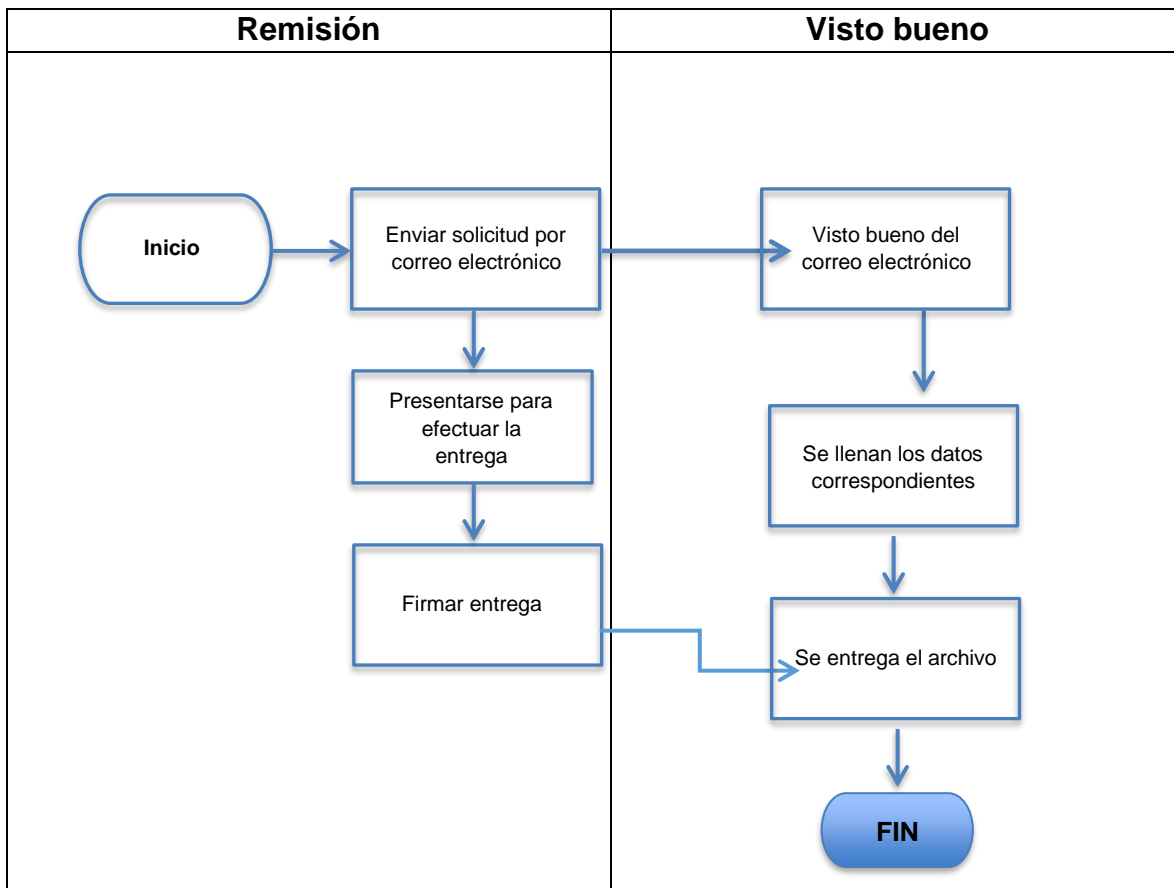 Remisión
Visto bueno
Inicio
Enviar solicitud por
correo electrónico
Visto bueno del
correo electrónico
Presentarse para
efectuar la
entrega
Se llenan los datos
correspondientes
Firmar entrega
Se entrega el archivo
FIN